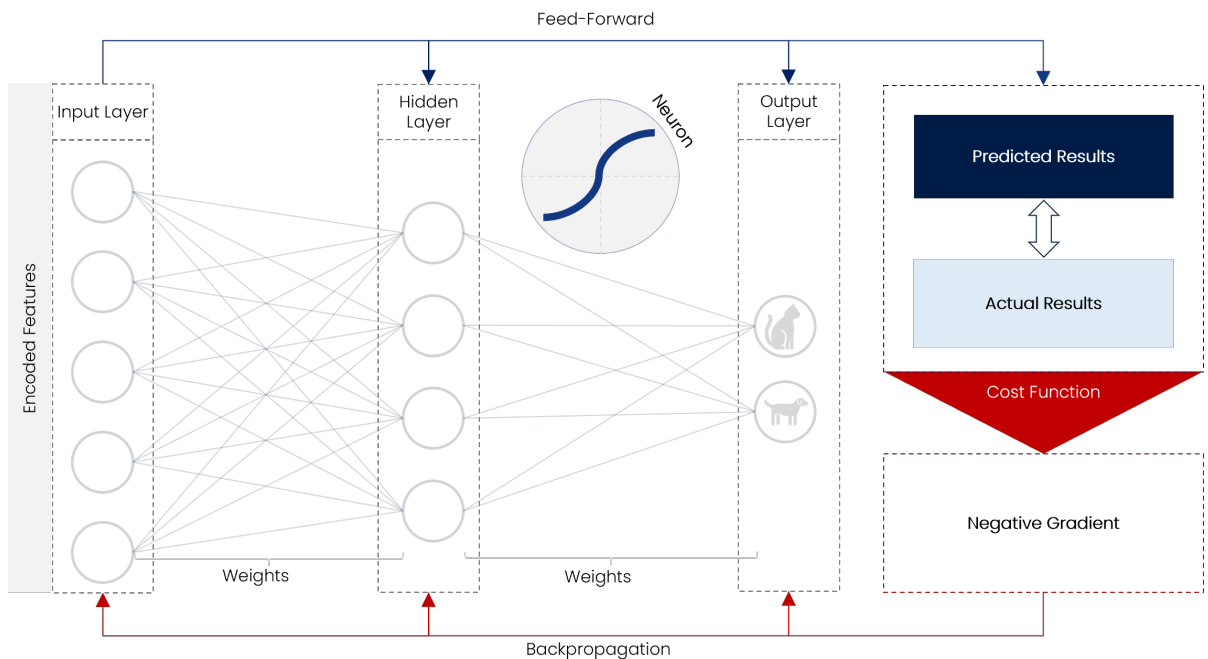 Feed-Forward
Input Layer
Hidden
Layer
Neuron
Output
Layer
Predicted Results
Encoded Features
Actual Results
Cost Function
Negative Gradient
Weights
Weights
Backpropagation